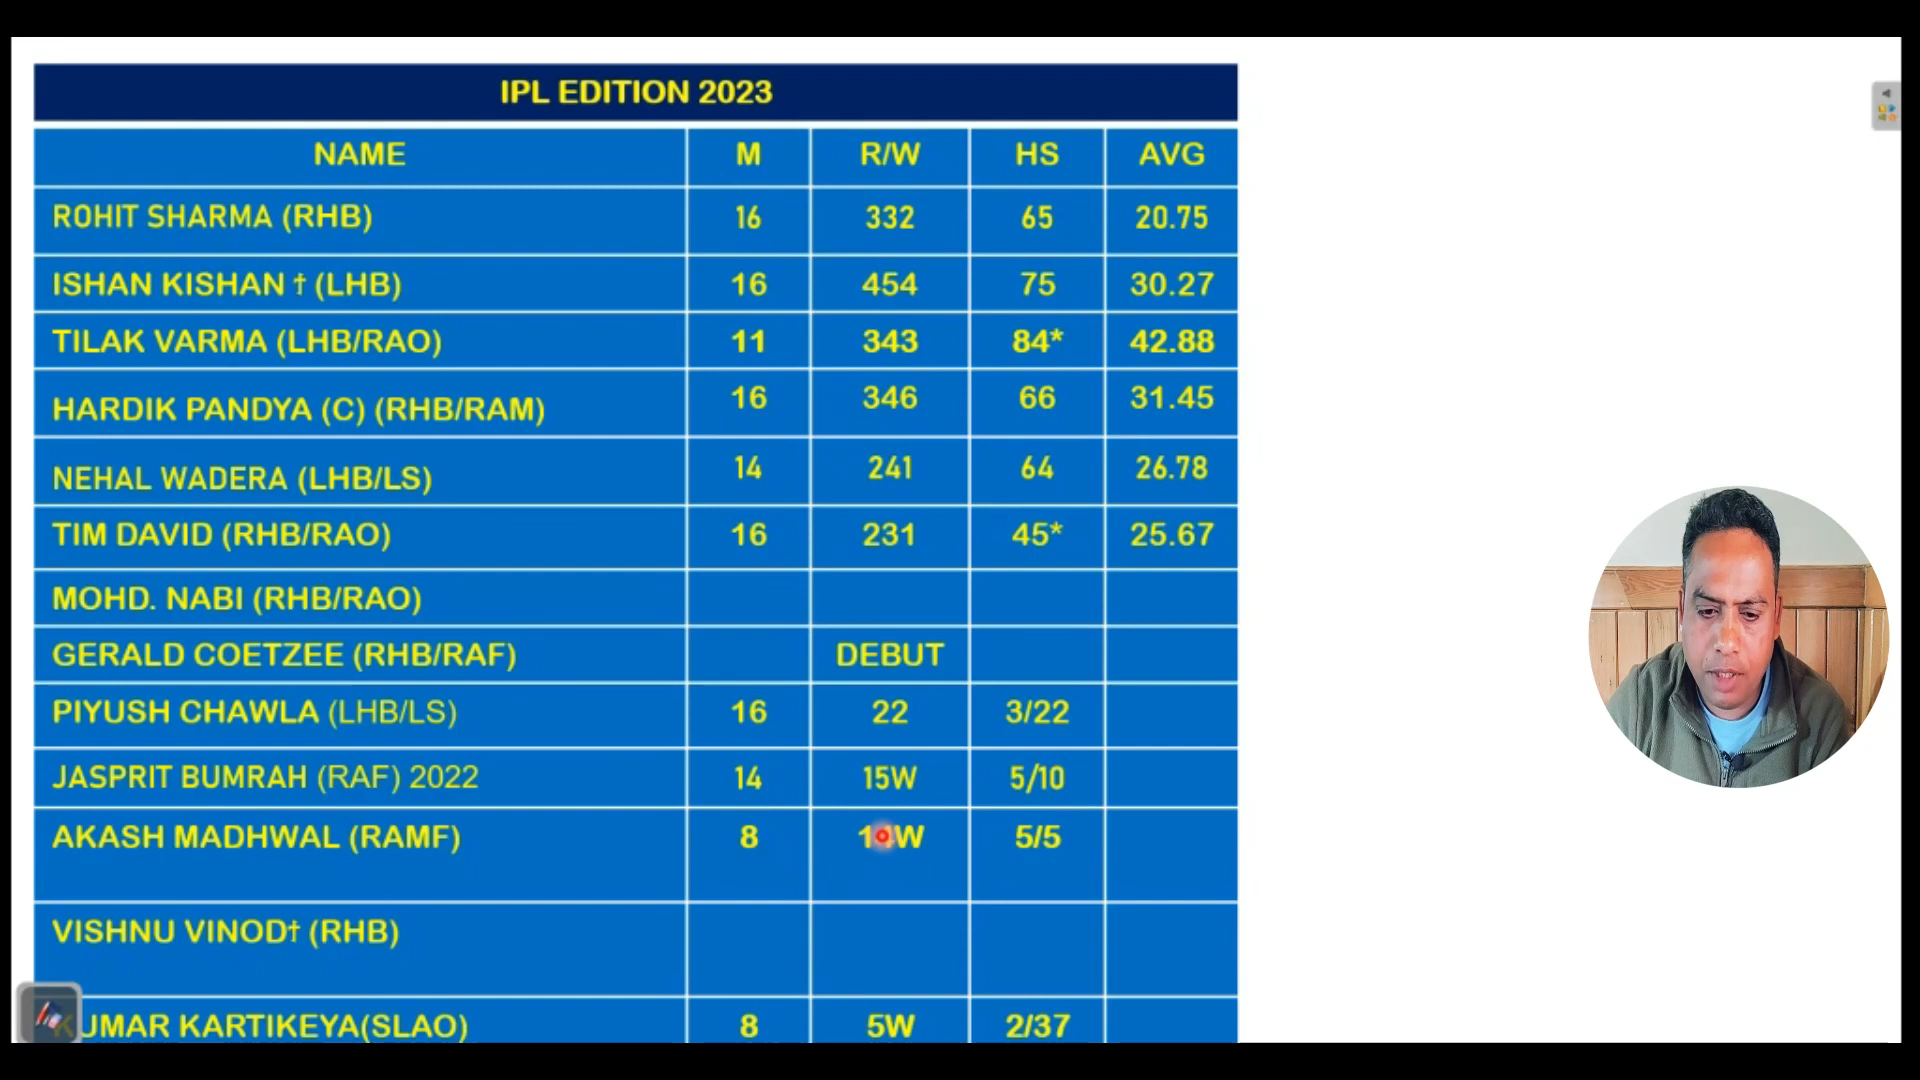 IPL EDITION 2023
NAME M R/W HS AVG
ROHIT SHARMA (RHB) 16 332 65 20.75
ISHAN KISHAN † (LHB) 16 454 75 30.27
TILAK VARMA (LHB/RAO) 11 343 84* 42.88
HARDIK PANDYA (C) (RHB/RAM) 16 346 66 31.45
NEHAL WADERA (LHB/LS) 14 241 64 26.78
TIM DAVID (RHB/RAO) 16 231 45* 25.67
MOHD. NABI (RHB/RAO)
GERALD COETZEE (RHB/RAF) DEBUT
PIYUSH CHAWLA (LHB/LS) 16 22 3/22
JASPRIT BUMRAH (RAF) 2022 14 15W 5/10
AKASH MADHWAL (RAMF) 8 5/5
VISHNU VINOD† (RHB)
KUMAR KARTIKEYA(SLAO) 8 5W 2/37